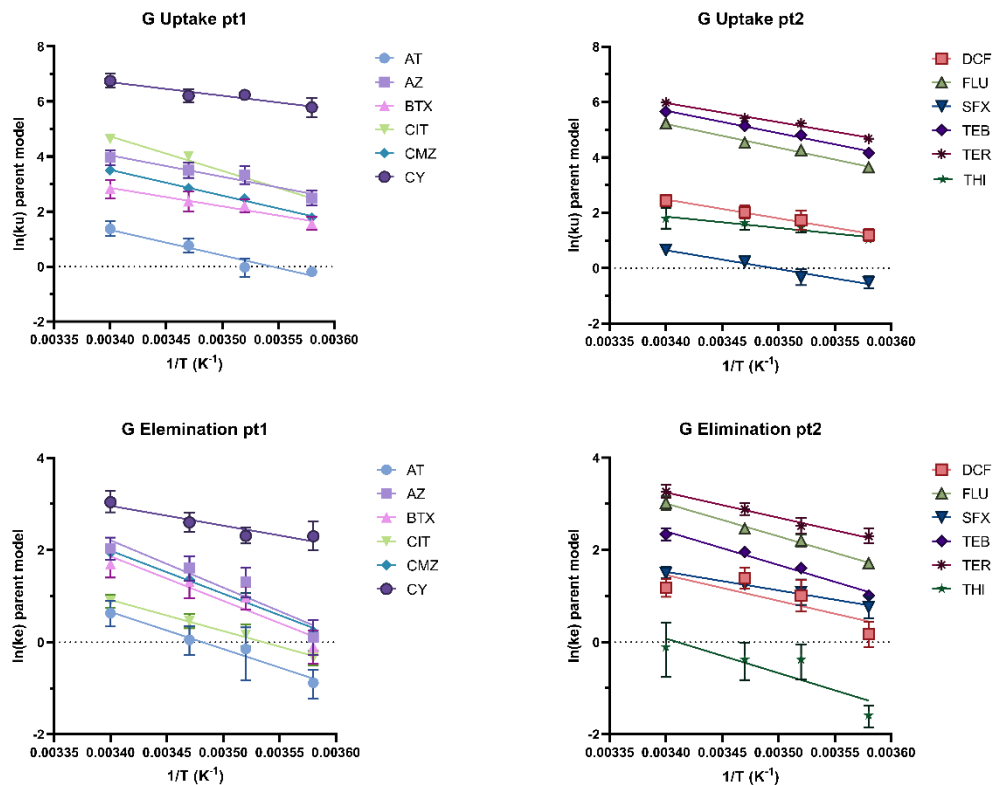 G Uptake pt1
8
6
4
2
0
-2
ln(ku) parent model
0.00335 0.00340 0.00345 0.00350 0.00355 0.00360
1/T (K-1)
AT
AZ
BTX
CIT
CMZ
CY
G Uptake pt2
8
6
4
2
0
-2
ln(ku) parent model
0.00335 0.00340 0.00345 0.00350 0.00355 0.00360
1/T (K-1)
DCF
FLU
SFX
TEB
TER
THI
G Elemination pt1
4
2
0
-2
ln(ke) parent model
0.00335 0.00340 0.00345 0.00350 0.00355 0.00360
1/T (K-1)
AT
AZ
BTX
CIT
CMZ
CY
G Elimination pt2
4
2
0
-2
ln(ke) parent model
0.00335 0.00340 0.00345 0.00350 0.00355 0.00360
1/T (K-1)
DCF
FLU
SFX
TEB
TER
THI